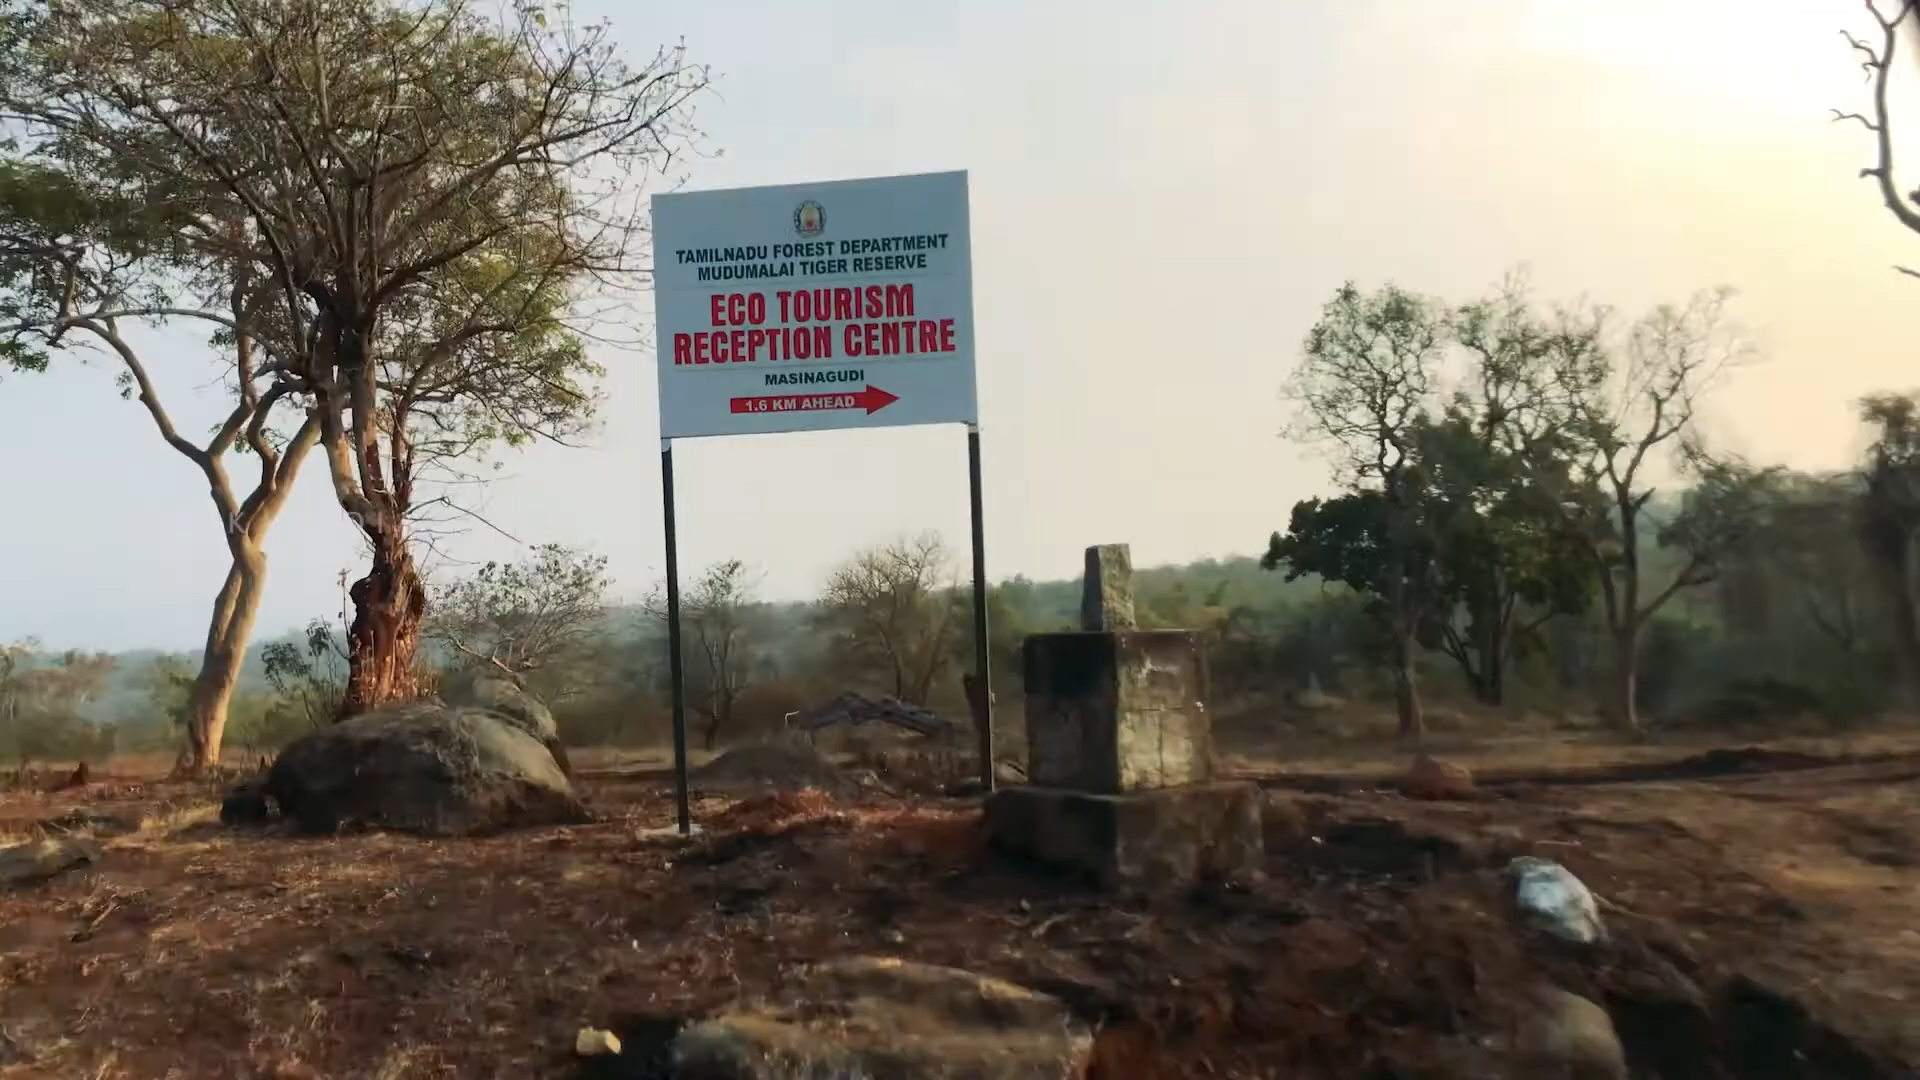 TAMILNADU FOREST DEPARTMENT
MUDUMALAI TIGER RESERVE
ECO TOURISM
RECEPTION CENTRE
MASINAGUDI
1.6 KM AHEAD